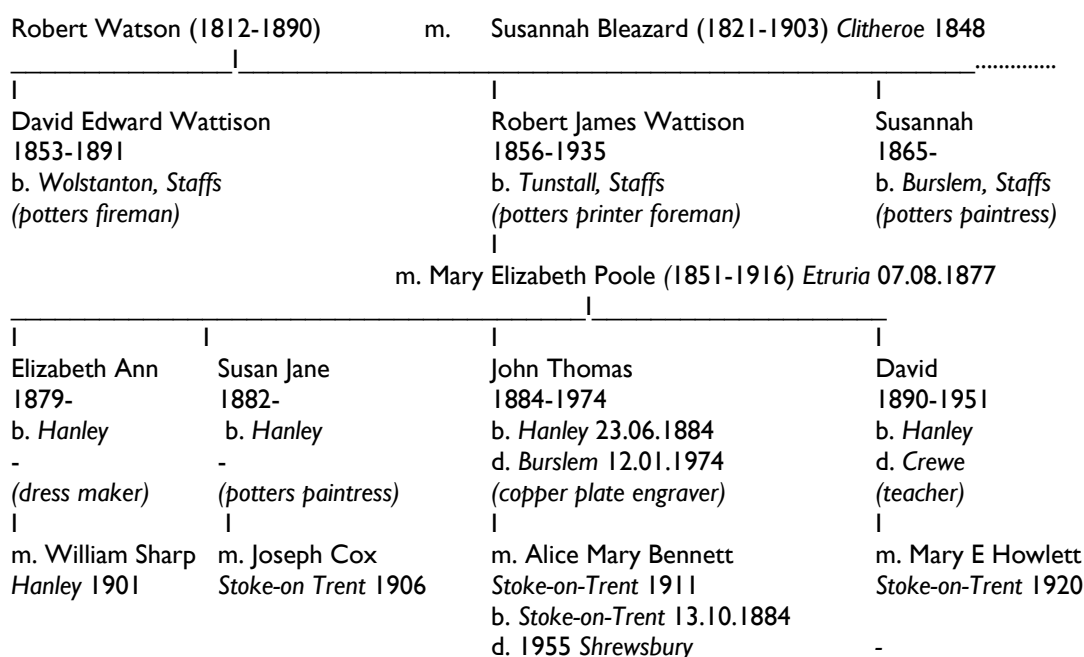 Robert Watson (1812-1890) m. Susannah Bleazard (1821-1903) Clitheroe 1848
David Edward Wattison Robert James Wattison Susannah
1853-1891 1856-1935 1865-
b. Wolstanton, Staffs b. Tunstall, Staffs b. Burslem, Staffs
(potters fireman) (potters printer foreman) (potters paintress)
m. Mary Elizabeth Poole (1851-1916) Etruria 07.08.1877
Elizabeth Ann Susan Jane John Thomas David
1879- 1882- 1884-1974 1890-1951
b. Hanley b. Hanley b. Hanley 23.06.1884 b. Hanley
- - d. Burslem 12.01.1974 d. Crewe
(dress maker) (potters paintress) (copper plate engraver) (teacher)
m. William Sharp m. Joseph Cox m. Alice Mary Bennett m. Mary E Howlett
Hanley 1901 Stoke-on Trent 1906 Stoke-on-Trent 1911 Stoke-on-Trent 1920
b. Stoke-on-Trent 13.10.1884
d. 1955 Shrewsbury -